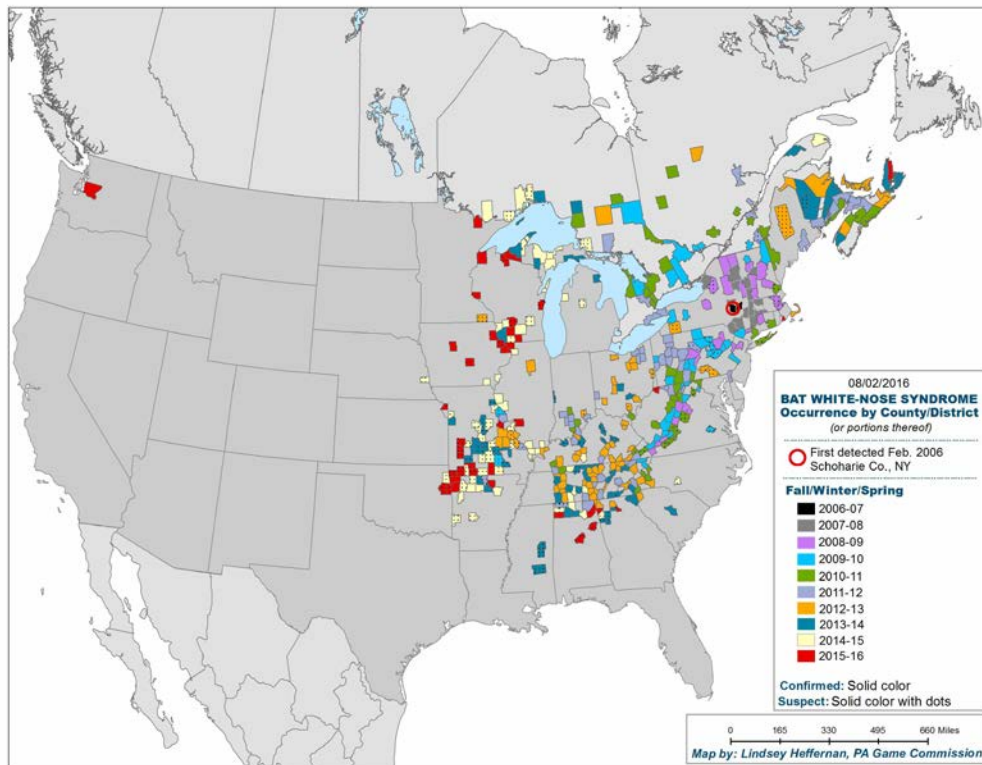 08/02/2016
BAT WHITE-NOSE SYNDROME
Occurrence by County/District
(or portions thereof)
First detected Feb. 2006
Schoharie Co., NY
Fall/Winter/Spring
2006-07
2007-08
2008-09
2009-10
2010-11
2011-12
2012-13
2013-14
2014-15
2015-16
Confirmed: Solid color
Suspect: Solid color with dots
0 165 330 495 660 Miles
Map by: Lindsey Heffernan, PA Game Commission